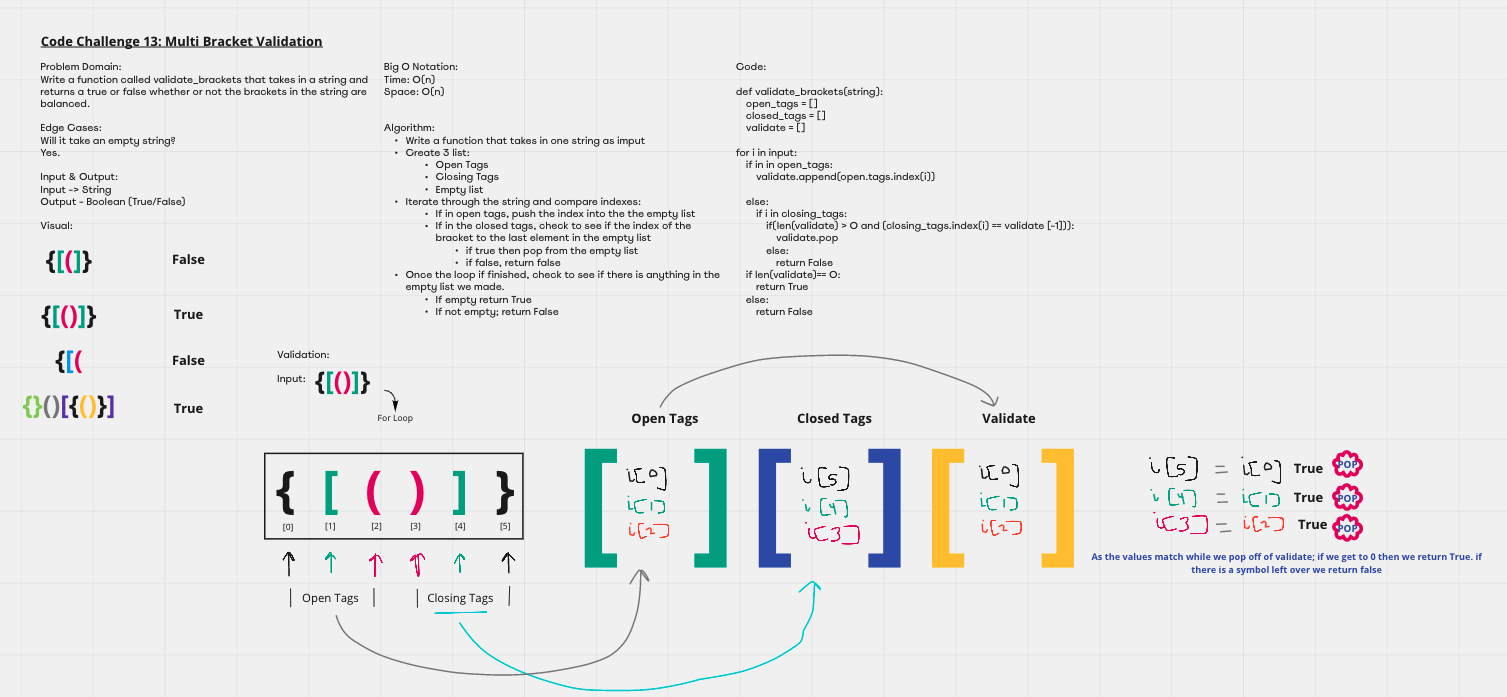 Code Challenge 13: Multi Bracket Validation
Problem Domain:
Write a function called validate_brackets that takes in a string and
returns a true or false whether or not the brackets in the string are
balanced.
Edge Cases:
Will it take an empty string?
Yes.
Input & Output:
Input -> String
Output - Boolean (True/False)
Visual:
{[(]} False
{[()]} True
{[( False
{}()[{()}] True
Big O Notation:
Time: O(n)
Space: O(n)
Algorithm:
• Write a function that takes in one string as imput
• Create 3 list:
• Open Tags
• Closing Tags
• Empty list
• Iterate through the string and compare indexes:
• If in open tags, push the index into the the empty list
• If in the closed tags, check to see if the index of the
bracket to the last element in the empty list
• if true then pop from the empty list
• if false, return false
• Once the loop if finished, check to see if there is anything in the
empty list we made.
• If empty return True
• If not empty; return False
Code:
def validate_brackets(string):
open_tags = []
closed_tags = []
validate = []
for i in input:
if in in open_tags:
validate.append(open.tags.index(i))
else:
if i in closing_tags:
if(len(validate) > 0 and (closing_tags.index(i) == validate [-1])):
validate.pop
else:
return False
if len(validate)== 0:
return True
else:
return False
Validation:
Input: {[()]}
For Loop
{ [ ( ) ] }
[0] [1] [2] [3] [4] [5]
Open Tags Closing Tags
Open Tags Closed Tags Validate
[ i[0] ] [ i[5] ] [ i[0] ]
i[1] i[4] i[1]
i[2] i[3] i[2]
i[5] = i[0] True POP
i[4] = i[1] True POP
i[3] = i[2] True POP
As the values match while we pop off of validate; if we get to 0 then we return True. if
there is a symbol left over we return false